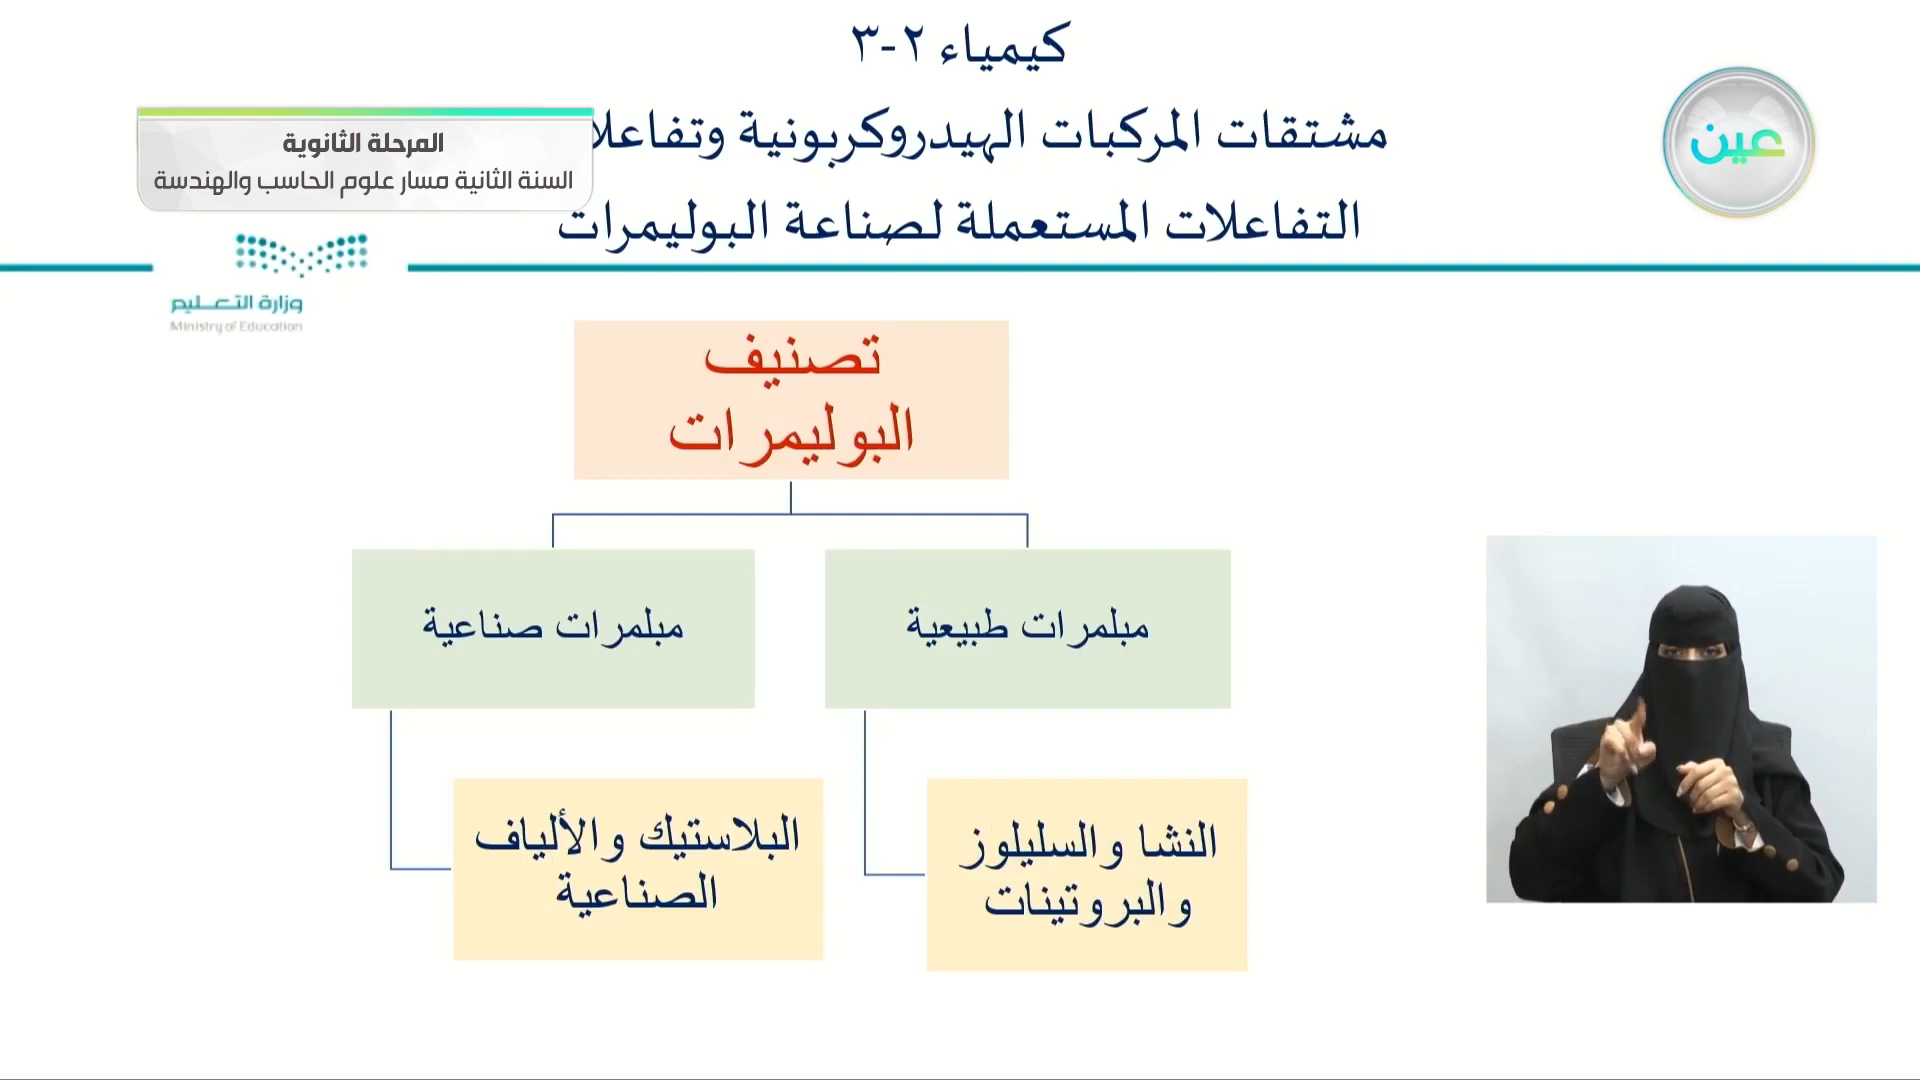 كيمياء ٢-٣
مشتقات المركبات الهيدروكربونية
التفاعلات المستعملة لصناعة البوليمرات
المرحلة الثانوية
السنة الثانية مسار علوم الحاسب والهندسة
عين
وزارة التعليم
Ministry of Education
تصنيف
البوليمرات
مبلمرات طبيعية
مبلمرات صناعية
النشا والسليلوز
والبروتينات
البلاستيك والألياف
الصناعية